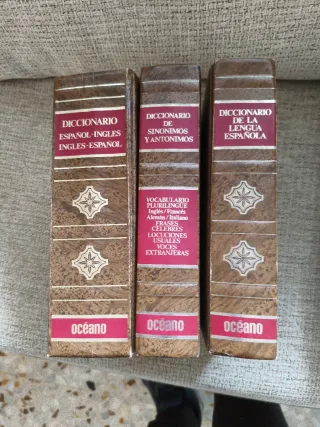 DICCIONARIO
ESPAÑOL-INGLES
INGLES-ESPAÑOL
océano
DICCIONARIO
DE
SINONIMOS
Y ANTONIMOS
VOCABULARIO
PLURILINGÜE
Inglés/Francés
Alemán/Italiano
FRASES
CELEBRES
LOCUCIONES
USUALES
VOCES
EXTRANJERAS
océano
DICCIONARIO
DE LA
LENGUA
ESPAÑOLA
océano